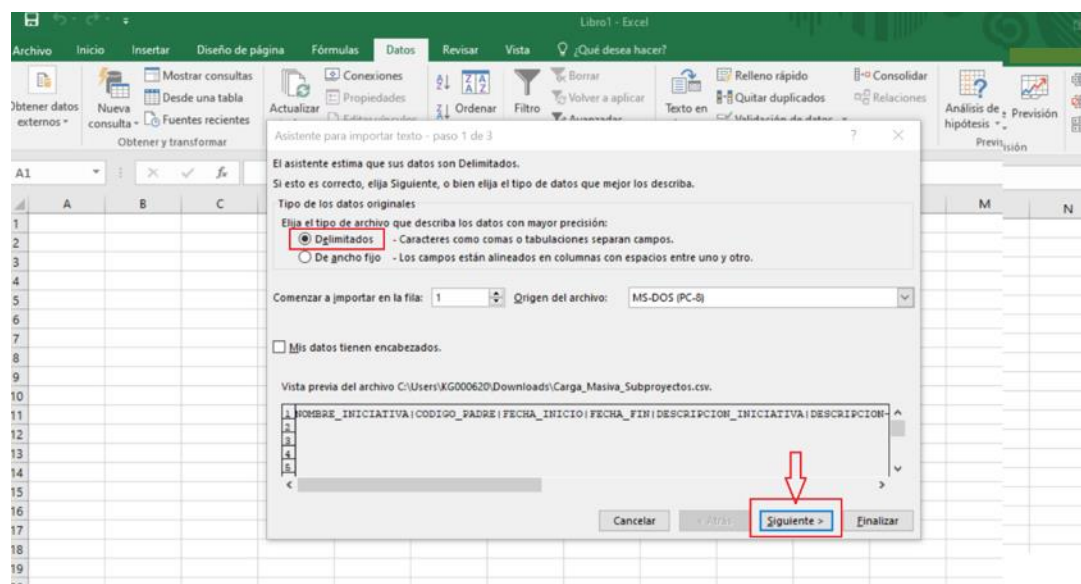 Libro1 - Excel
Archivo Inicio Insertar Diseño de página Fórmulas Datos Revisar Vista ¿Qué desea hacer?
Mostrar consultas Conexiones Borrar Relleno rápido Consolidar
Obtener datos externos Nueva consulta Desde una tabla Actualizar Propiedades Ordenar Filtro Volver a aplicar Texto en Quitar duplicados Relaciones Análisis de hipótesis Previsión
Fuentes recientes Editar vínculos Avanzadas Validación de datos
Obtener y transformar
A1 fx
A B C M N
Asistente para importar texto - paso 1 de 3 ?
El asistente estima que sus datos son Delimitados.
Si esto es correcto, elija Siguiente, o bien elija el tipo de datos que mejor los describa.
Tipo de los datos originales
Elija el tipo de archivo que describa los datos con mayor precisión:
Delimitados - Caracteres como comas o tabulaciones separan campos.
De ancho fijo - Los campos están alineados en columnas con espacios entre uno y otro.
Comenzar a importar en la fila: 1 Origen del archivo: MS-DOS (PC-8)
Mis datos tienen encabezados.
Vista previa del archivo C:\Users\KG000620\Downloads\Carga_Masiva_Subproyectos.csv.
1 NOMBRE_INICIATIVA|CODIGO_PADRE|FECHA_INICIO|FECHA_FIN|DESCRIPCION_INICIATIVA|DESCRIPCION-
2
3
4
5
Cancelar < Atrás Siguiente > Finalizar
1
2
3
4
5
6
7
8
9
10
11
12
13
14
15
16
17
18
19